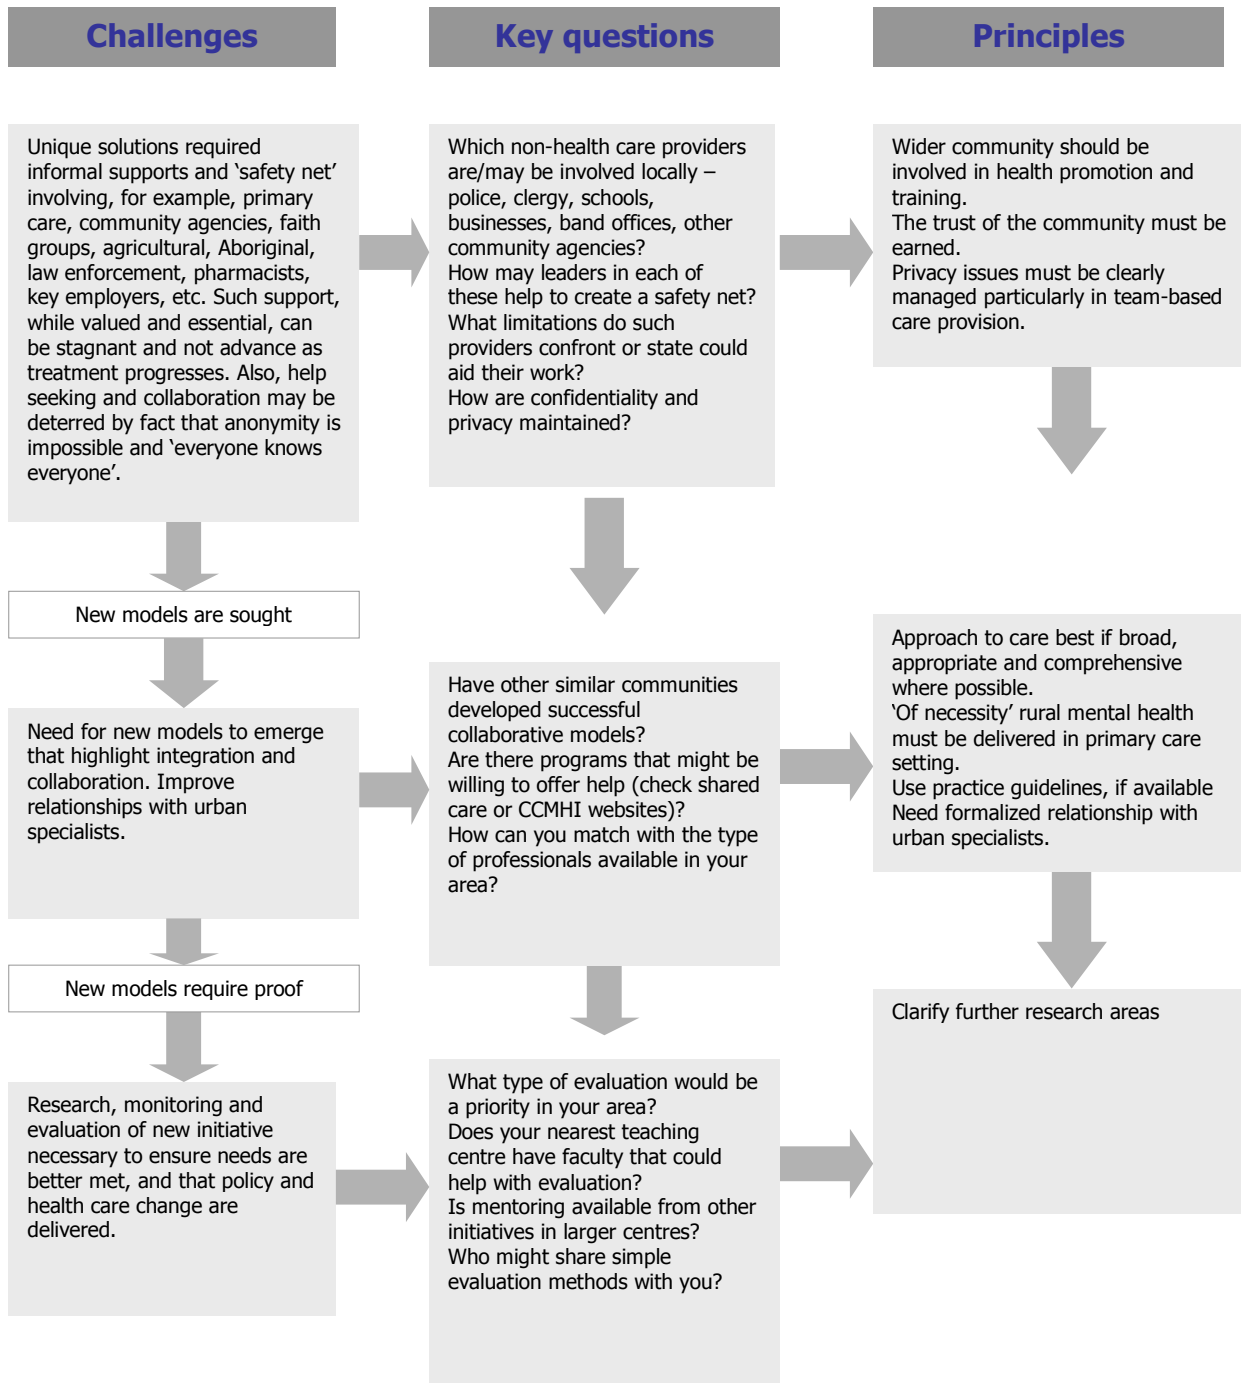 Challenges
Key questions
Principles
Unique solutions required
informal supports and ‘safety net’
involving, for example, primary
care, community agencies, faith
groups, agricultural, Aboriginal,
law enforcement, pharmacists,
key employers, etc. Such support,
while valued and essential, can
be stagnant and not advance as
treatment progresses. Also, help
seeking and collaboration may be
deterred by fact that anonymity is
impossible and ‘everyone knows
everyone’.
Which non-health care providers
are/may be involved locally –
police, clergy, schools,
businesses, band offices, other
community agencies?
How may leaders in each of
these help to create a safety net?
What limitations do such
providers confront or state could
aid their work?
How are confidentiality and
privacy maintained?
Wider community should be
involved in health promotion and
training.
The trust of the community must be
earned.
Privacy issues must be clearly
managed particularly in team-based
care provision.
New models are sought
Need for new models to emerge
that highlight integration and
collaboration. Improve
relationships with urban
specialists.
Have other similar communities
developed successful
collaborative models?
Are there programs that might be
willing to offer help (check shared
care or CCMHI websites)?
How can you match with the type
of professionals available in your
area?
Approach to care best if broad,
appropriate and comprehensive
where possible.
‘Of necessity’ rural mental health
must be delivered in primary care
setting.
Use practice guidelines, if available
Need formalized relationship with
urban specialists.
New models require proof
Research, monitoring and
evaluation of new initiative
necessary to ensure needs are
better met, and that policy and
health care change are
delivered.
What type of evaluation would be
a priority in your area?
Does your nearest teaching
centre have faculty that could
help with evaluation?
Is mentoring available from other
initiatives in larger centres?
Who might share simple
evaluation methods with you?
Clarify further research areas